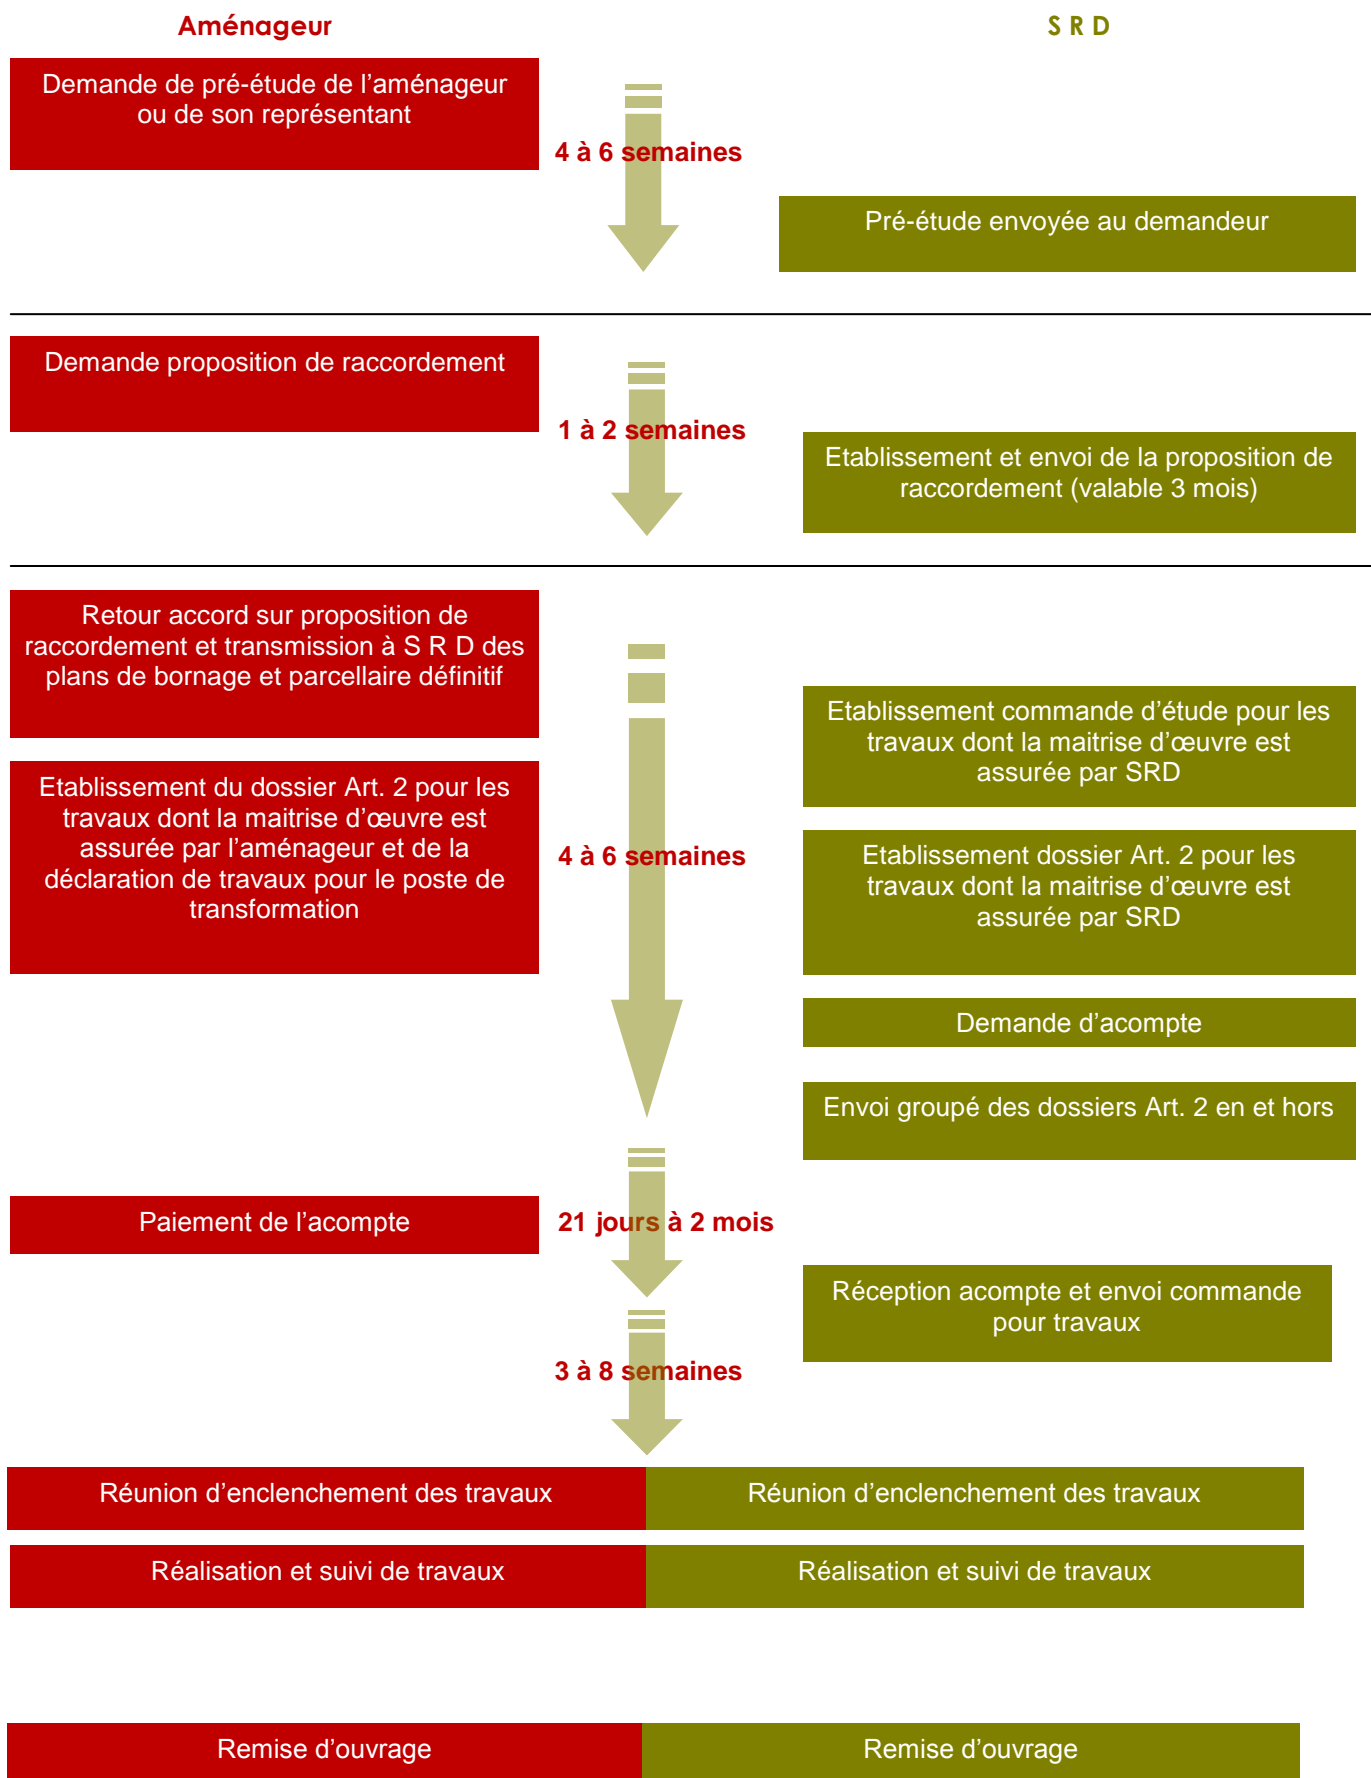 Aménageur
S R D
Demande de pré-étude de l'aménageur
ou de son représentant
4 à 6 semaines
Pré-étude envoyée au demandeur
Demande proposition de raccordement
1 à 2 semaines
Etablissement et envoi de la proposition de
raccordement (valable 3 mois)
Retour accord sur proposition de
raccordement et transmission à S R D des
plans de bornage et parcellaire définitif
Etablissement commande d'étude pour les
travaux dont la maitrise d'œuvre est
assurée par SRD
Etablissement du dossier Art. 2 pour les
travaux dont la maitrise d'œuvre est
assurée par l'aménageur et de la
déclaration de travaux pour le poste de
transformation
4 à 6 semaines
Etablissement dossier Art. 2 pour les
travaux dont la maitrise d'œuvre est
assurée par SRD
Demande d'acompte
Envoi groupé des dossiers Art. 2 en et hors
Paiement de l'acompte
21 jours à 2 mois
Réception acompte et envoi commande
pour travaux
3 à 8 semaines
Réunion d'enclenchement des travaux
Réunion d'enclenchement des travaux
Réalisation et suivi de travaux
Réalisation et suivi de travaux
Remise d'ouvrage
Remise d'ouvrage